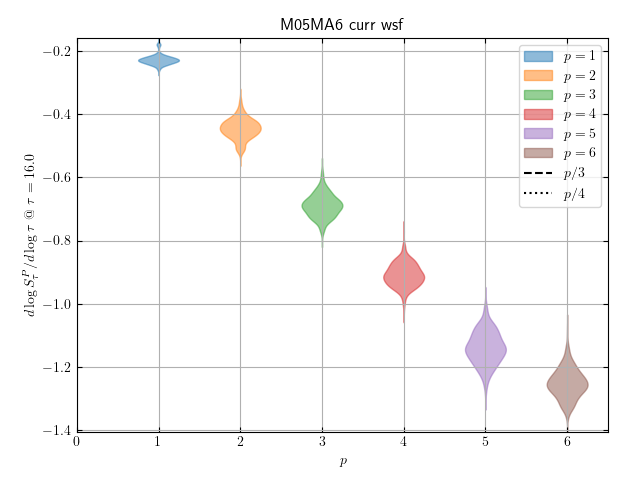 M05MA6 curr wsf
d log S_τ^P / d log τ @ τ = 16.0
−0.2
−0.4
−0.6
−0.8
−1.0
−1.2
−1.4
0 1 2 3 4 5 6
p
p = 1
p = 2
p = 3
p = 4
p = 5
p = 6
p/3
p/4